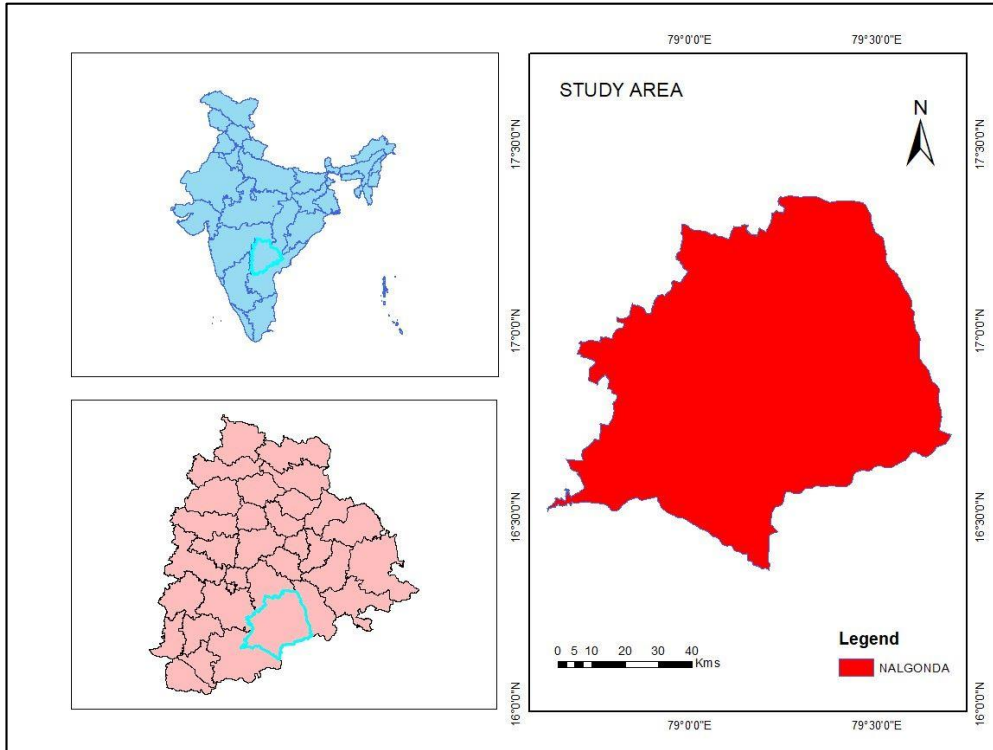 79°0'0"E 79°30'0"E
STUDY AREA
N
17°30'0"N 17°30'0"N
17°0'0"N 17°0'0"N
16°30'0"N 16°30'0"N
16°0'0"N 16°0'0"N
Legend
NALGONDA
0 5 10 20 30 40
Kms
79°0'0"E 79°30'0"E